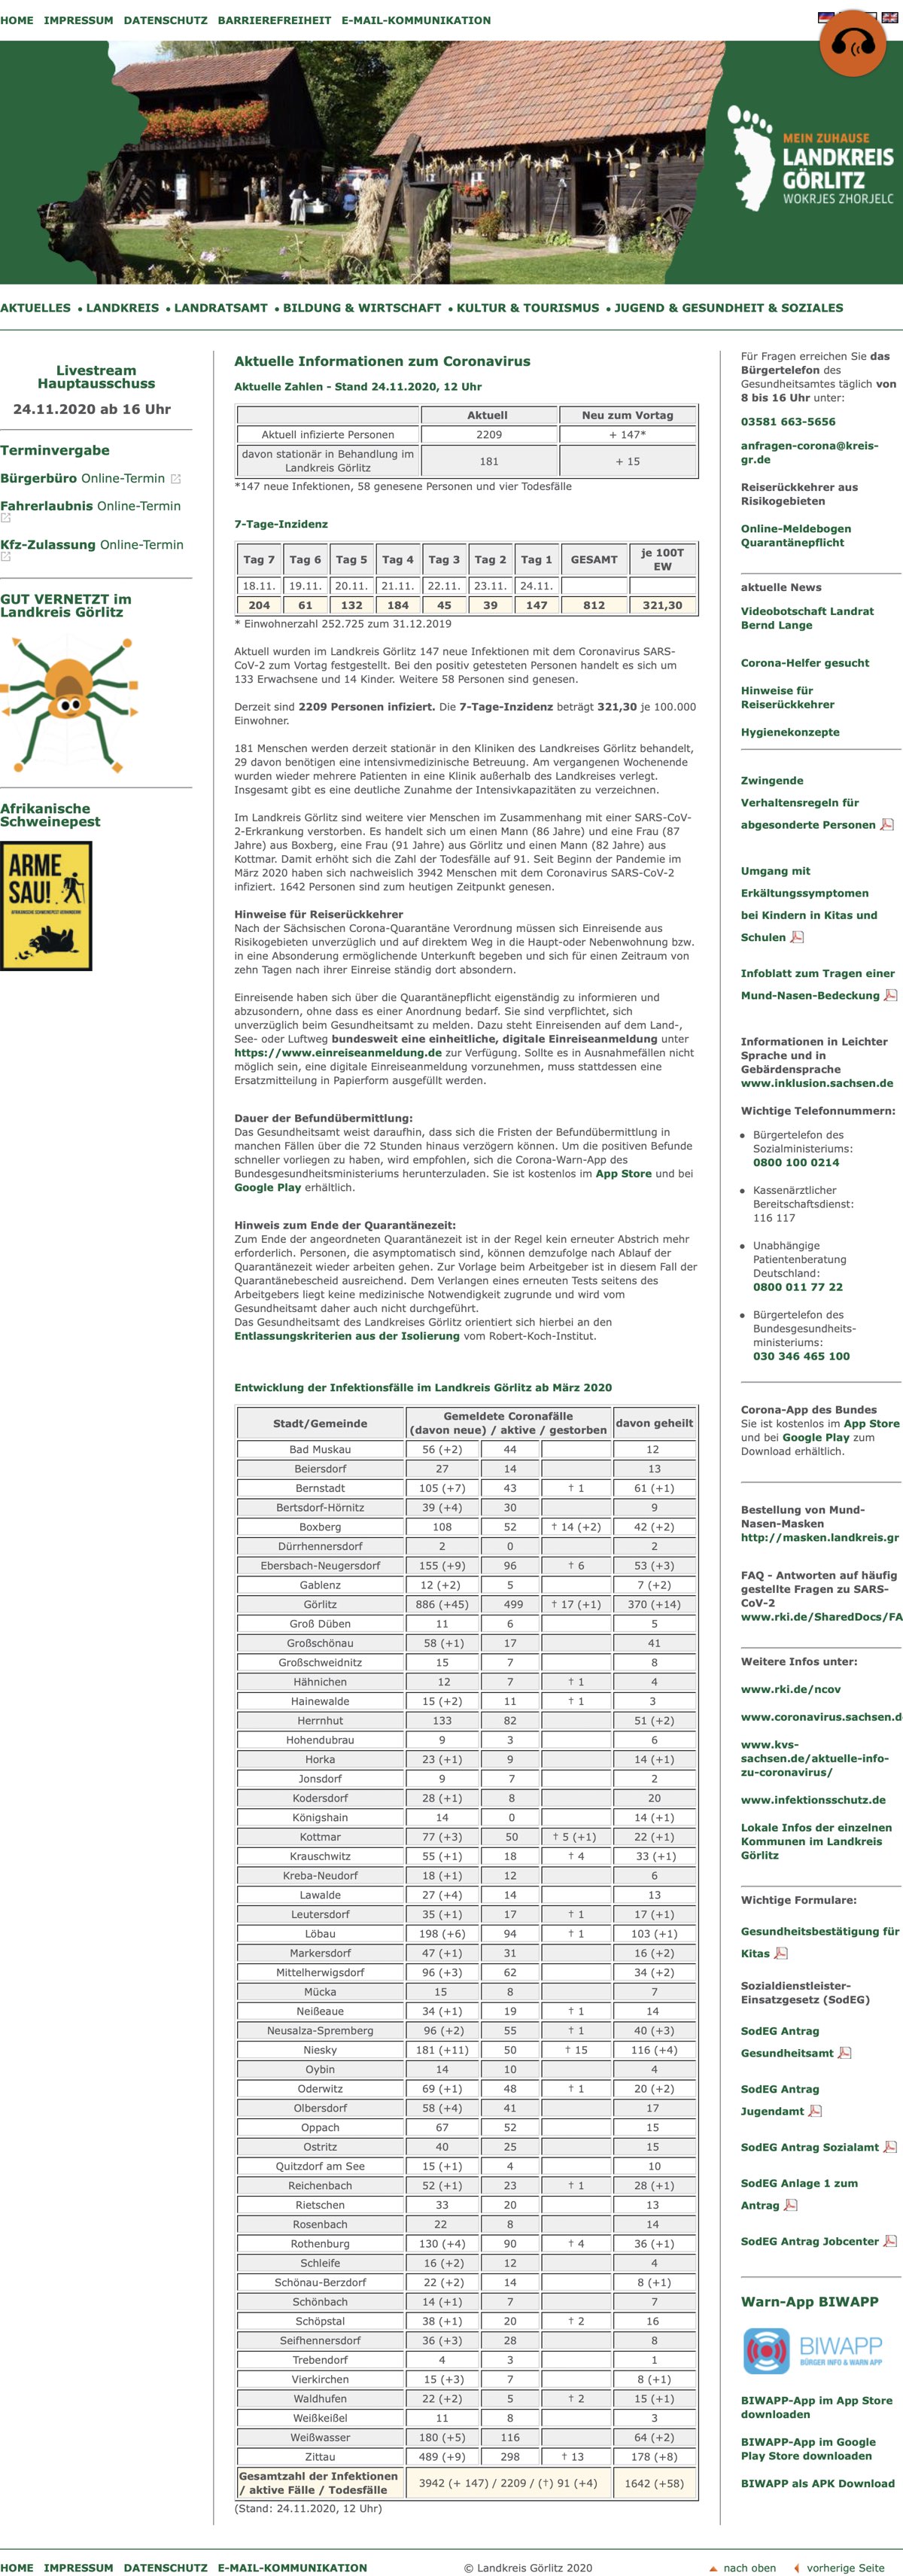 HOME IMPRESSUM DATENSCHUTZ BARRIEREFREIHEIT E-MAIL-KOMMUNIKATION
MEIN ZUHAUSE
LANDKREIS
GÖRLITZ
WOKRJES ZHORJELC
AKTUELLES • LANDKREIS • LANDRATSAMT • BILDUNG & WIRTSCHAFT • KULTUR & TOURISMUS • JUGEND & GESUNDHEIT & SOZIALES
Livestream
Hauptausschuss
24.11.2020 ab 16 Uhr
Terminvergabe
Bürgerbüro Online-Termin
Fahrerlaubnis Online-Termin
Kfz-Zulassung Online-Termin
GUT VERNETZT im
Landkreis Görlitz
Afrikanische
Schweinepest
ARME
SAU!
Aktuelle Informationen zum Coronavirus
Aktuelle Zahlen - Stand 24.11.2020, 12 Uhr
Aktuell Neu zum Vortag
Aktuell infizierte Personen 2209 + 147*
davon stationär in Behandlung im
Landkreis Görlitz 181 + 15
*147 neue Infektionen, 58 genesene Personen und vier Todesfälle
7-Tage-Inzidenz
Tag 7 Tag 6 Tag 5 Tag 4 Tag 3 Tag 2 Tag 1 GESAMT je 100T
EW
18.11. 19.11. 20.11. 21.11. 22.11. 23.11. 24.11.
204 61 132 184 45 39 147 812 321,30
* Einwohnerzahl 252.725 zum 31.12.2019
Aktuell wurden im Landkreis Görlitz 147 neue Infektionen mit dem Coronavirus SARS-
CoV-2 zum Vortag festgestellt. Bei den positiv getesteten Personen handelt es sich um
133 Erwachsene und 14 Kinder. Weitere 58 Personen sind genesen.
Derzeit sind 2209 Personen infiziert. Die 7-Tage-Inzidenz beträgt 321,30 je 100.000
Einwohner.
181 Menschen werden derzeit stationär in den Kliniken des Landkreises Görlitz behandelt,
29 davon benötigen eine intensivmedizinische Betreuung. Am vergangenen Wochenende
wurden wieder mehrere Patienten in eine Klinik außerhalb des Landkreises verlegt.
Insgesamt gibt es eine deutliche Zunahme der Intensivkapazitäten zu verzeichnen.
Im Landkreis Görlitz sind weitere vier Menschen im Zusammenhang mit einer SARS-CoV-
2-Erkrankung verstorben. Es handelt sich um einen Mann (86 Jahre) und eine Frau (87
Jahre) aus Boxberg, eine Frau (91 Jahre) aus Görlitz und einen Mann (82 Jahre) aus
Kottmar. Damit erhöht sich die Zahl der Todesfälle auf 91. Seit Beginn der Pandemie im
März 2020 haben sich nachweislich 3942 Menschen mit dem Coronavirus SARS-CoV-2
infiziert. 1642 Personen sind zum heutigen Zeitpunkt genesen.
Hinweise für Reiserückkehrer
Nach der Sächsischen Corona-Quarantäne Verordnung müssen sich Einreisende aus
Risikogebieten unverzüglich und auf direktem Weg in die Haupt-oder Nebenwohnung bzw.
in eine Absonderung ermöglichende Unterkunft begeben und sich für einen Zeitraum von
zehn Tagen nach ihrer Einreise ständig dort absondern.
Einreisende haben sich über die Quarantänepflicht eigenständig zu informieren und
abzusondern, ohne dass es einer Anordnung bedarf. Sie sind verpflichtet, sich
unverzüglich beim Gesundheitsamt zu melden. Dazu steht Einreisenden auf dem Land-,
See- oder Luftweg bundesweit eine einheitliche, digitale Einreiseanmeldung unter
https://www.einreiseanmeldung.de zur Verfügung. Sollte es in Ausnahmefällen nicht
möglich sein, eine digitale Einreiseanmeldung vorzunehmen, muss stattdessen eine
Ersatzmitteilung in Papierform ausgefüllt werden.
Dauer der Befundübermittlung:
Das Gesundheitsamt weist daraufhin, dass sich die Fristen der Befundübermittlung in
manchen Fällen über die 72 Stunden hinaus verzögern können. Um die positiven Befunde
schneller vorliegen zu haben, wird empfohlen, sich die Corona-Warn-App des
Bundesgesundheitsministeriums herunterzuladen. Sie ist kostenlos im App Store und bei
Google Play erhältlich.
Hinweis zum Ende der Quarantänezeit:
Zum Ende der angeordneten Quarantänezeit ist in der Regel kein erneuter Abstrich mehr
erforderlich. Personen, die asymptomatisch sind, können demzufolge nach Ablauf der
Quarantänezeit wieder arbeiten gehen. Zur Vorlage beim Arbeitgeber ist in diesem Fall der
Quarantänebescheid ausreichend. Dem Verlangen eines erneuten Tests seitens des
Arbeitgebers liegt keine medizinische Notwendigkeit zugrunde und wird vom
Gesundheitsamt daher auch nicht durchgeführt.
Das Gesundheitsamt des Landkreises Görlitz orientiert sich hierbei an den
Entlassungskriterien aus der Isolierung vom Robert-Koch-Institut.
Entwicklung der Infektionsfälle im Landkreis Görlitz ab März 2020
Stadt/Gemeinde Gemeldete Coronafälle
(davon neue) / aktive / gestorben davon geheilt
Bad Muskau 56 (+2) 44 12
Beiersdorf 27 14 13
Bernstadt 105 (+7) 43 † 1 61 (+1)
Bertsdorf-Hörnitz 39 (+4) 30 9
Boxberg 108 52 † 14 (+2) 42 (+2)
Dürrhennersdorf 2 0 2
Ebersbach-Neugersdorf 155 (+9) 96 † 6 53 (+3)
Gablenz 12 (+2) 5 7 (+2)
Görlitz 886 (+45) 499 † 17 (+1) 370 (+14)
Groß Düben 11 6 5
Großschönau 58 (+1) 17 41
Großschweidnitz 15 7 8
Hähnichen 12 7 † 1 4
Hainewalde 15 (+2) 11 † 1 3
Herrnhut 133 82 51 (+2)
Hohendubrau 9 3 6
Horka 23 (+1) 9 14 (+1)
Jonsdorf 9 7 2
Kodersdorf 28 (+1) 8 20
Königshain 14 0 14 (+1)
Kottmar 77 (+3) 50 † 5 (+1) 22 (+1)
Krauschwitz 55 (+1) 18 † 4 33 (+1)
Kreba-Neudorf 18 (+1) 12 6
Lawalde 27 (+4) 14 13
Leutersdorf 35 (+1) 17 † 1 17 (+1)
Löbau 198 (+6) 94 † 1 103 (+1)
Markersdorf 47 (+1) 31 16 (+2)
Mittelherwigsdorf 96 (+3) 62 34 (+2)
Mücka 15 8 7
Neißeaue 34 (+1) 19 † 1 14
Neusalza-Spremberg 96 (+2) 55 † 1 40 (+3)
Niesky 181 (+11) 50 † 15 116 (+4)
Oybin 14 10 4
Oderwitz 69 (+1) 48 † 1 20 (+2)
Olbersdorf 58 (+4) 41 17
Oppach 67 52 15
Ostritz 40 25 15
Quitzdorf am See 15 (+1) 4 10
Reichenbach 52 (+1) 23 † 1 28 (+1)
Rietschen 33 20 13
Rosenbach 22 8 14
Rothenburg 130 (+4) 90 † 4 36 (+1)
Schleife 16 (+2) 12 4
Schönau-Berzdorf 22 (+2) 14 8 (+1)
Schönbach 14 (+1) 7 7
Schöpstal 38 (+1) 20 † 2 16
Seifhennersdorf 36 (+3) 28 8
Trebendorf 4 3 1
Vierkirchen 15 (+3) 7 8 (+1)
Waldhufen 22 (+2) 5 † 2 15 (+1)
Weißkeißel 11 8 3
Weißwasser 180 (+5) 116 64 (+2)
Zittau 489 (+9) 298 † 13 178 (+8)
Gesamtzahl der Infektionen
/ aktive Fälle / Todesfälle 3942 (+ 147) / 2209 / (†) 91 (+4) 1642 (+58)
(Stand: 24.11.2020, 12 Uhr)
Für Fragen erreichen Sie das
Bürgertelefon des
Gesundheitsamtes täglich von
8 bis 16 Uhr unter:
03581 663-5656
anfragen-corona@kreis-
gr.de
Reiserückkehrer aus
Risikogebieten
Online-Meldebogen
Quarantänepflicht
aktuelle News
Videobotschaft Landrat
Bernd Lange
Corona-Helfer gesucht
Hinweise für
Reiserückkehrer
Hygienekonzepte
Zwingende
Verhaltensregeln für
abgesonderte Personen
Umgang mit
Erkältungssymptomen
bei Kindern in Kitas und
Schulen
Infoblatt zum Tragen einer
Mund-Nasen-Bedeckung
Informationen in Leichter
Sprache und in
Gebärdensprache
www.inklusion.sachsen.de
Wichtige Telefonnummern:
• Bürgertelefon des
Sozialministeriums:
0800 100 0214
• Kassenärztlicher
Bereitschaftsdienst:
116 117
• Unabhängige
Patientenberatung
Deutschland:
0800 011 77 22
• Bürgertelefon des
Bundesgesundheits-
ministeriums:
030 346 465 100
Corona-App des Bundes
Sie ist kostenlos im App Store
und bei Google Play zum
Download erhältlich.
Bestellung von Mund-
Nasen-Masken
http://masken.landkreis.gr
FAQ - Antworten auf häufig
gestellte Fragen zu SARS-
CoV-2
www.rki.de/SharedDocs/FA
Weitere Infos unter:
www.rki.de/ncov
www.coronavirus.sachsen.d
www.kvs-
sachsen.de/aktuelle-info-
zu-coronavirus/
www.infektionsschutz.de
Lokale Infos der einzelnen
Kommunen im Landkreis
Görlitz
Wichtige Formulare:
Gesundheitsbestätigung für
Kitas
Sozialdienstleister-
Einsatzgesetz (SodEG)
SodEG Antrag
Gesundheitsamt
SodEG Antrag
Jugendamt
SodEG Antrag Sozialamt
SodEG Anlage 1 zum
Antrag
SodEG Antrag Jobcenter
Warn-App BIWAPP
BIWAPP
BÜRGER INFO & WARN APP
BIWAPP-App im App Store
downloaden
BIWAPP-App im Google
Play Store downloaden
BIWAPP als APK Download
HOME IMPRESSUM DATENSCHUTZ E-MAIL-KOMMUNIKATION © Landkreis Görlitz 2020 nach oben vorherige Seite